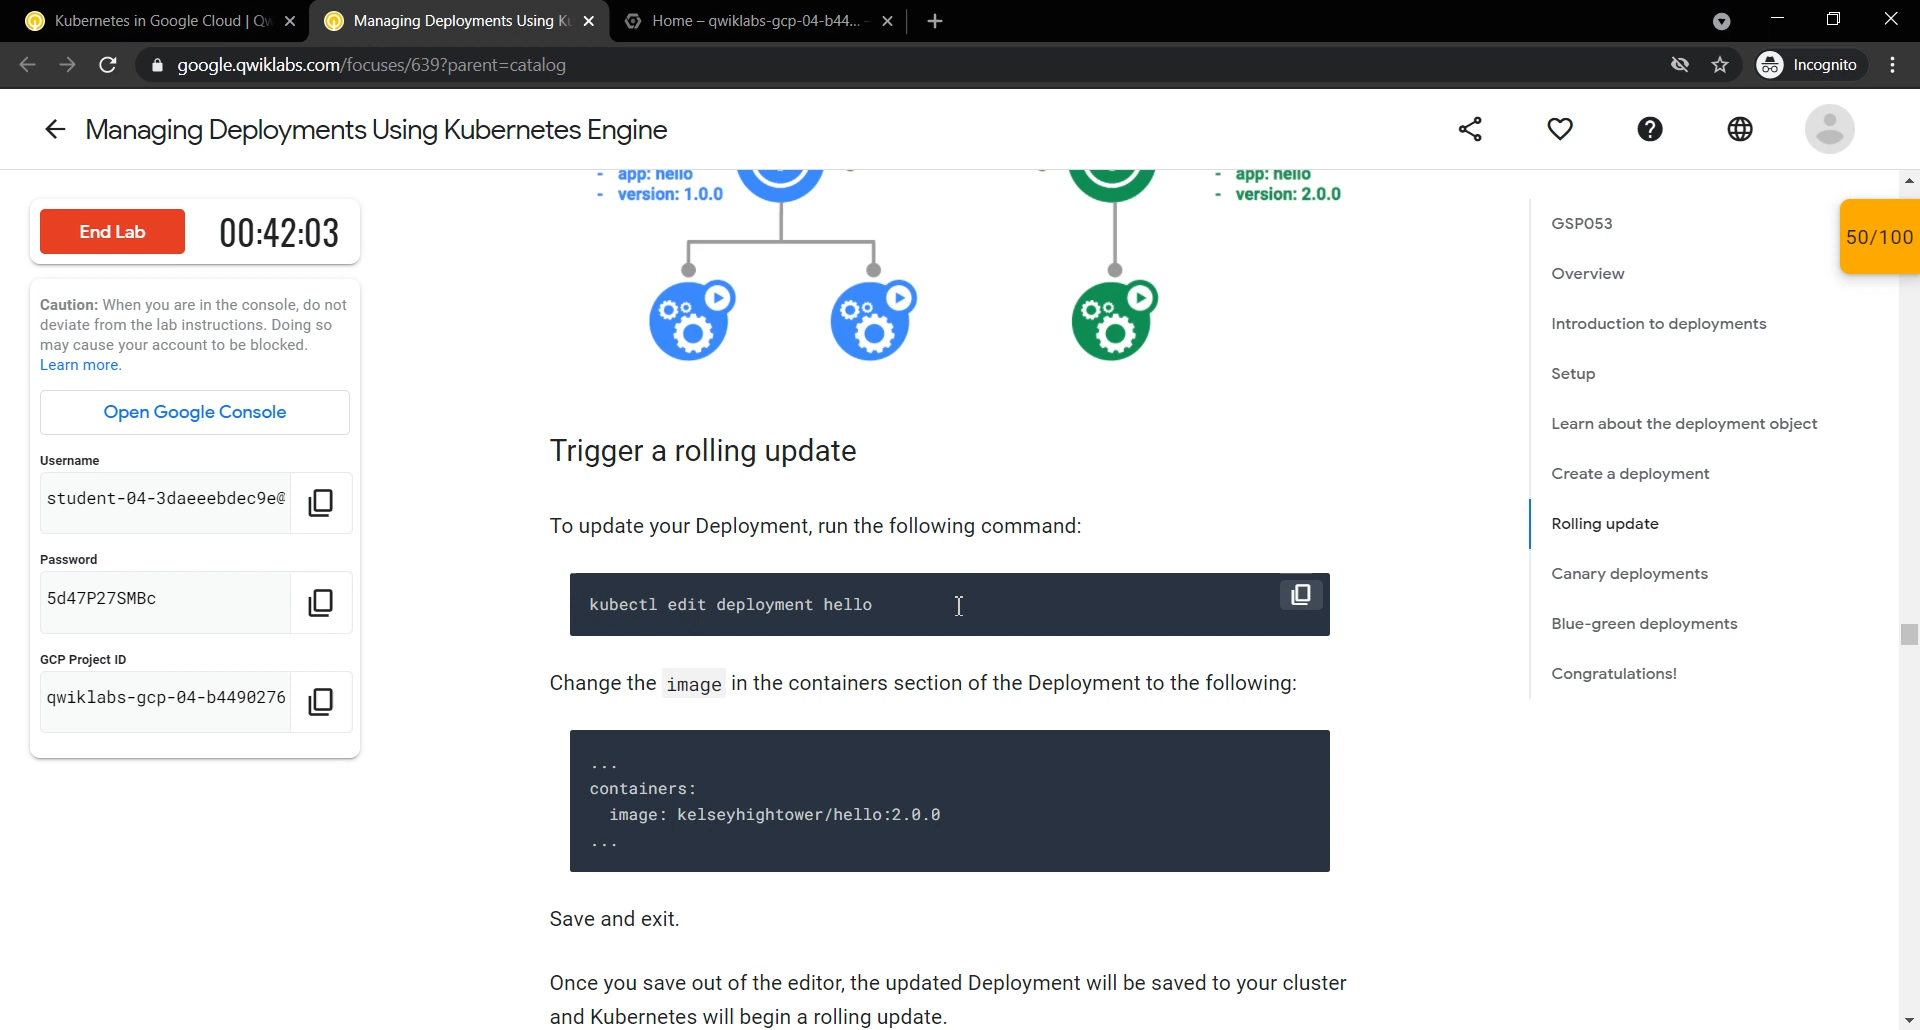 Kubernetes in Google Cloud | Qw
Managing Deployments Using Ku
Home – qwiklabs-gcp-04-b44...
google.qwiklabs.com/focuses/639?parent=catalog
Incognito
Managing Deployments Using Kubernetes Engine
- app: hello
- version: 1.0.0
- app: hello
- version: 2.0.0
End Lab
00:42:03
Caution: When you are in the console, do not
deviate from the lab instructions. Doing so
may cause your account to be blocked.
Learn more.
Open Google Console
Username
student-04-3daeeebdec9e@
Password
5d47P27SMBc
GCP Project ID
qwiklabs-gcp-04-b4490276
Trigger a rolling update
To update your Deployment, run the following command:
kubectl edit deployment hello
Change the image in the containers section of the Deployment to the following:
...
containers:
image: kelseyhightower/hello:2.0.0
...
Save and exit.
Once you save out of the editor, the updated Deployment will be saved to your cluster
and Kubernetes will begin a rolling update.
GSP053
Overview
Introduction to deployments
Setup
Learn about the deployment object
Create a deployment
Rolling update
Canary deployments
Blue-green deployments
Congratulations!
50/100